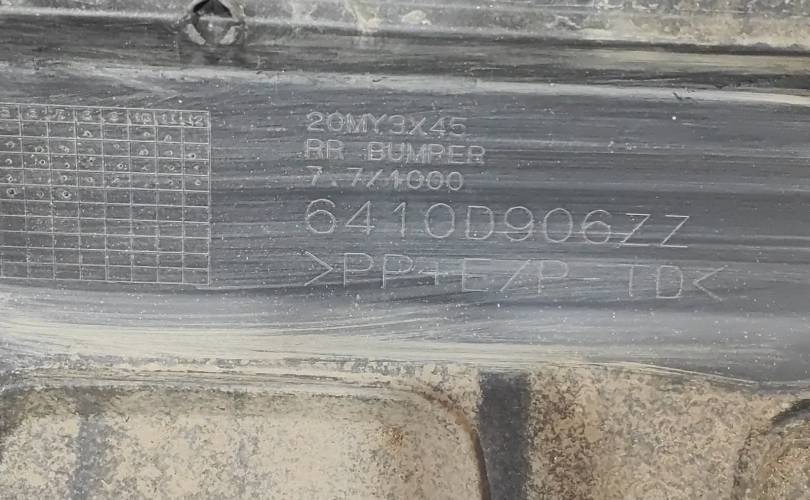 20MY3X45
RR BUMPER
7.7/1000
6410D906ZZ
>PP+E/P-TD<